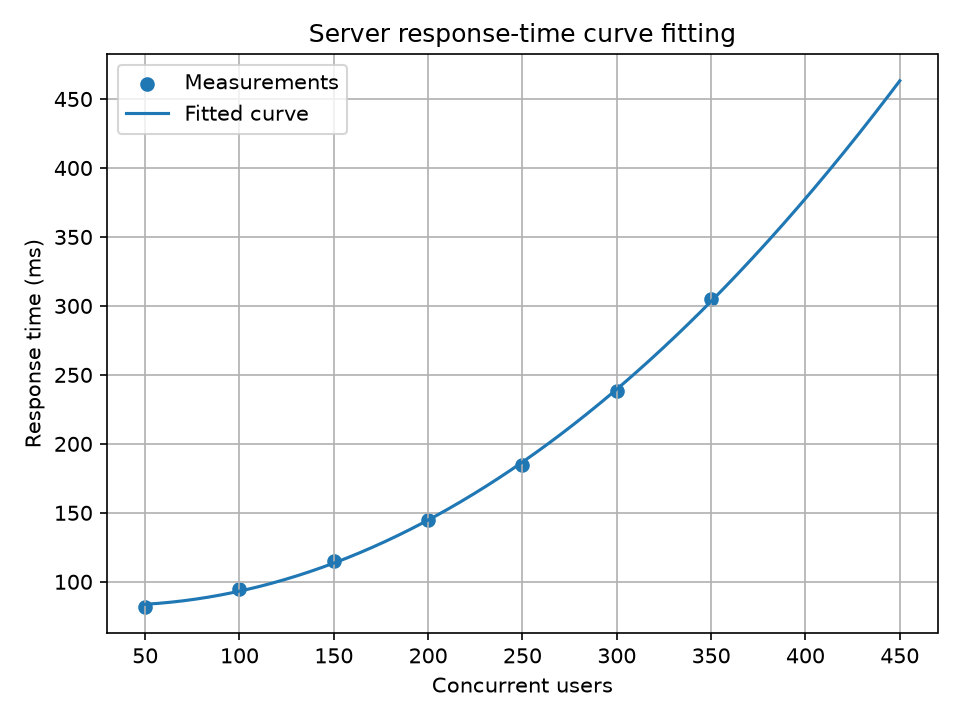 Server response-time curve fitting
Measurements
Fitted curve
Response time (ms)
450
400
350
300
250
200
150
100
50 100 150 200 250 300 350 400 450
Concurrent users